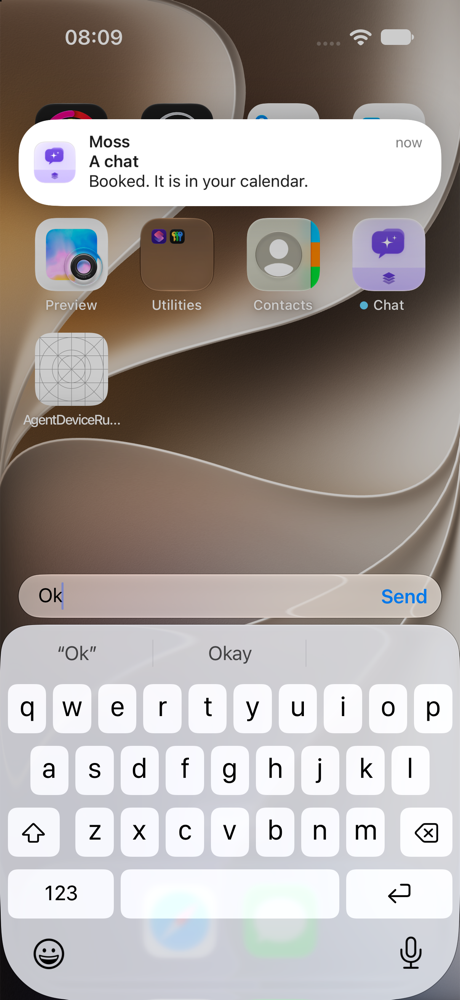 08:09
Moss
now
A chat
Booked. It is in your calendar.
Preview
Utilities
Contacts
Chat
AgentDeviceRu...
Ok
Send
“Ok”
Okay
q w e r t y u i o p
a s d f g h j k l
z x c v b n m
123